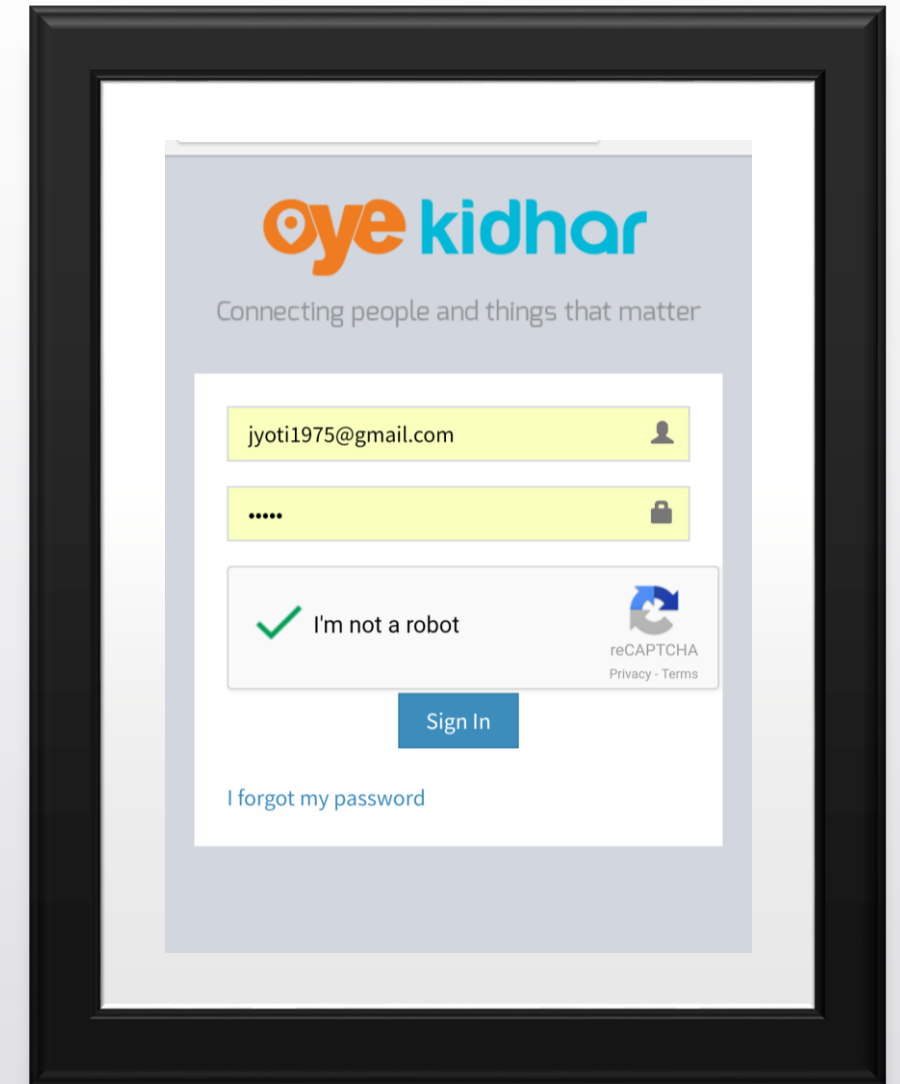 oye kidhar
Connecting people and things that matter
jyoti1975@gmail.com
•••••
I'm not a robot
reCAPTCHA
Privacy - Terms
Sign In
I forgot my password